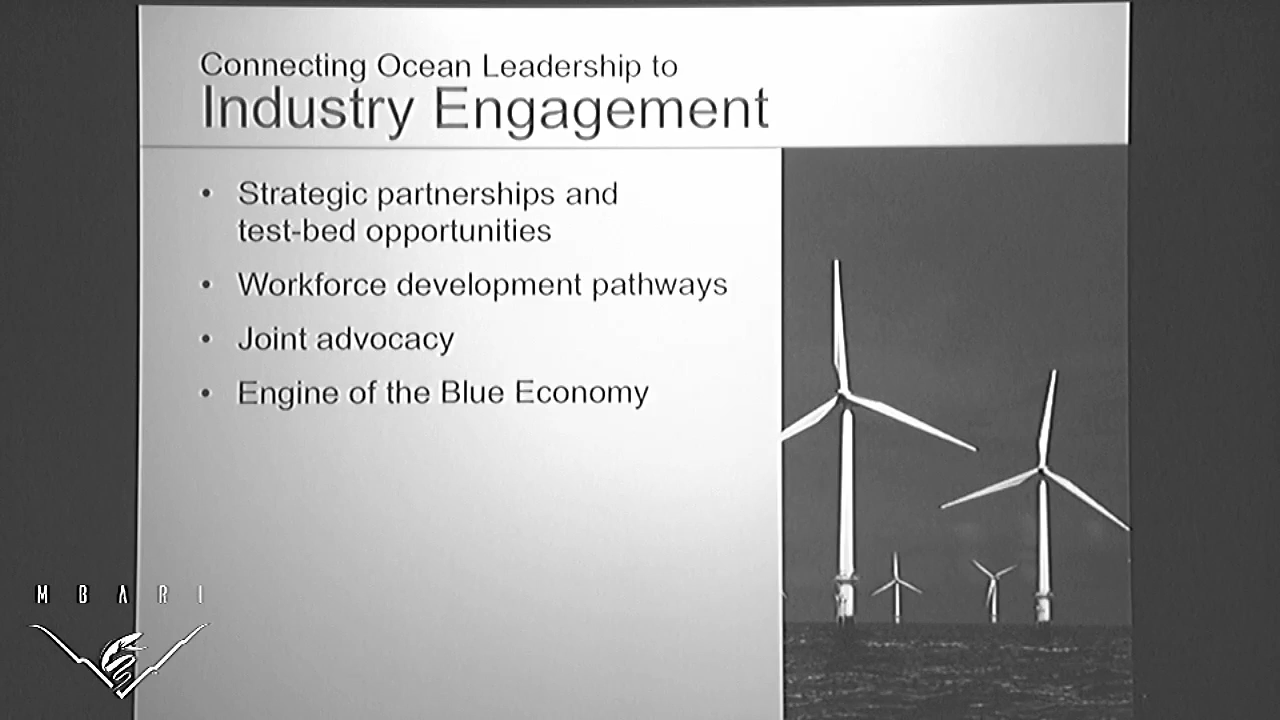 Connecting Ocean Leadership to
Industry Engagement
• Strategic partnerships and
test-bed opportunities
• Workforce development pathways
• Joint advocacy
• Engine of the Blue Economy
MBARI